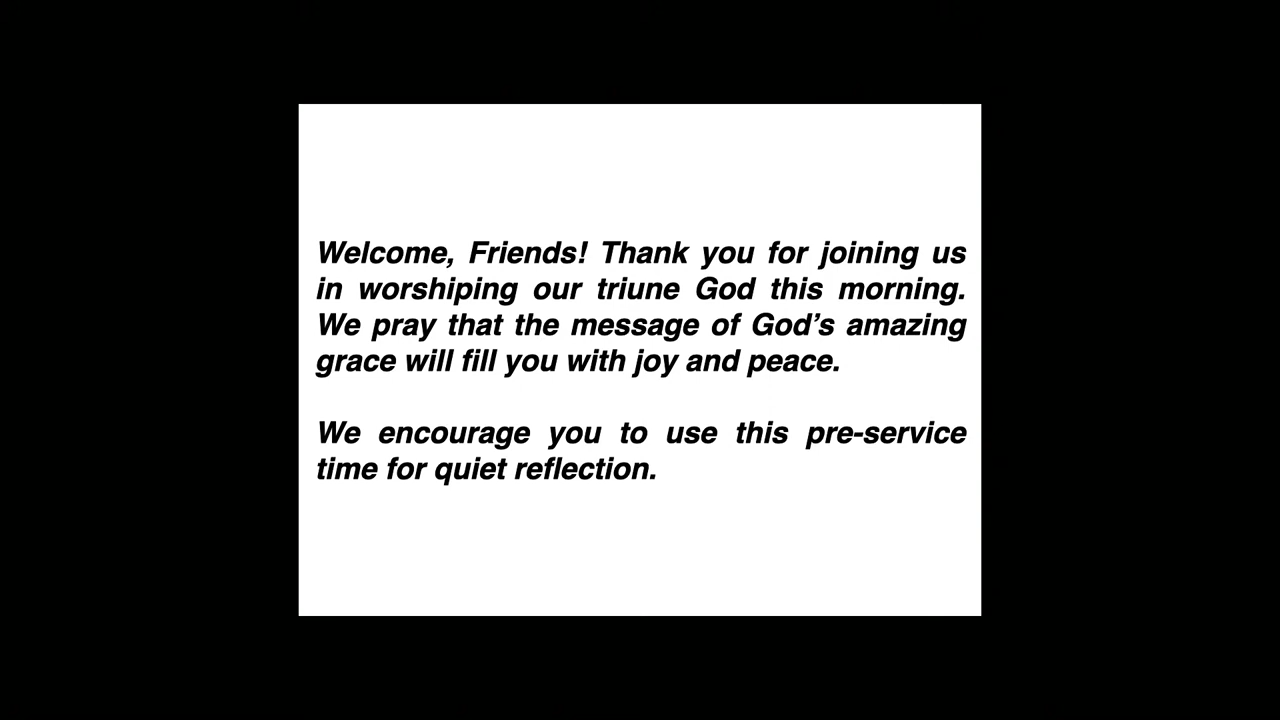 Welcome, Friends! Thank you for joining us
in worshiping our triune God this morning.
We pray that the message of God’s amazing
grace will fill you with joy and peace.
We encourage you to use this pre-service
time for quiet reflection.